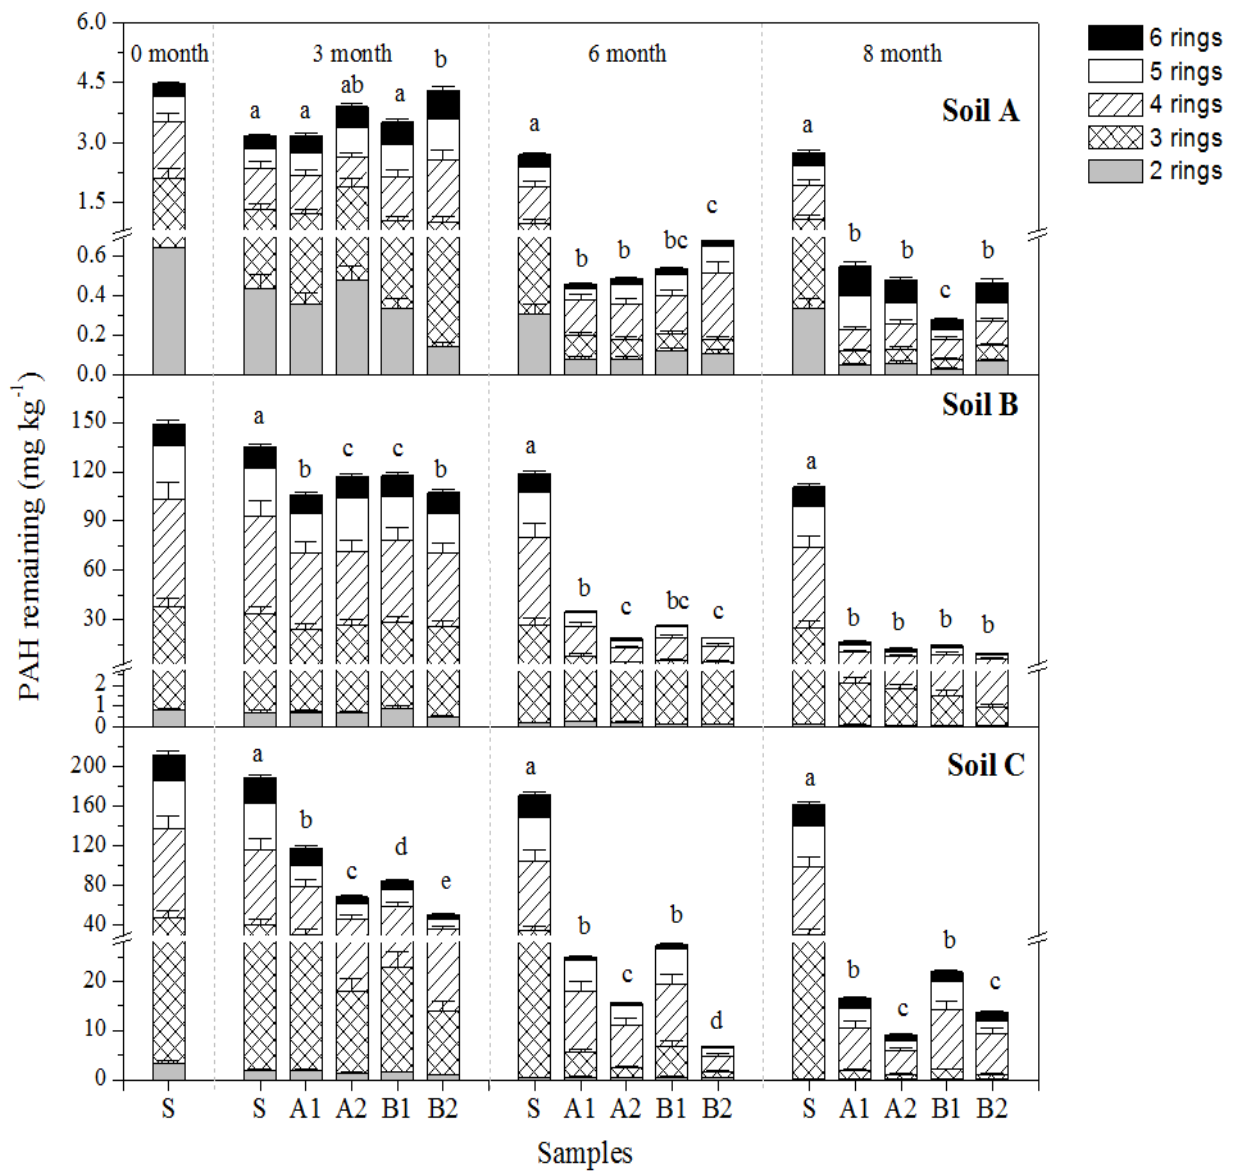 6.0
0 month
3 month
6 month
8 month
6 rings
5 rings
4 rings
3 rings
2 rings
4.5
3.0
1.5
0.6
0.4
0.2
0.0
a
a
ab
a
b
a
b
b
bc
c
a
b
b
c
b
Soil A
PAH remaining (mg kg⁻¹)
150
120
90
60
30
2
1
0
a
b
c
c
b
a
b
c
bc
c
a
b
b
b
b
Soil B
200
160
120
80
40
20
10
0
a
b
c
d
e
a
b
c
b
d
a
b
c
b
c
Soil C
S S A1 A2 B1 B2 S A1 A2 B1 B2 S A1 A2 B1 B2
Samples